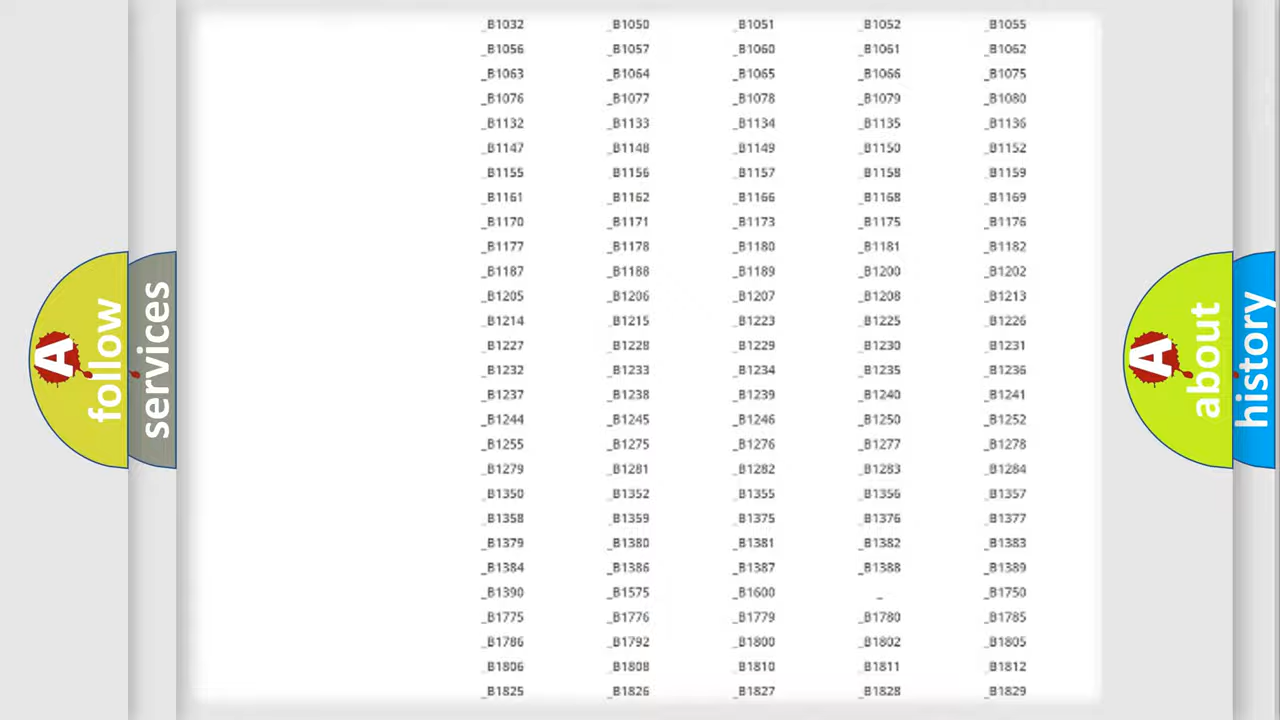 _B1032 _B1050 _B1051 _B1052 _B1055
_B1056 _B1057 _B1060 _B1061 _B1062
_B1063 _B1064 _B1065 _B1066 _B1075
_B1076 _B1077 _B1078 _B1079 _B1080
_B1132 _B1133 _B1134 _B1135 _B1136
_B1147 _B1148 _B1149 _B1150 _B1152
_B1155 _B1156 _B1157 _B1158 _B1159
_B1161 _B1162 _B1166 _B1168 _B1169
_B1170 _B1171 _B1173 _B1175 _B1176
_B1177 _B1178 _B1180 _B1181 _B1182
_B1187 _B1188 _B1189 _B1200 _B1202
_B1205 _B1206 _B1207 _B1208 _B1213
_B1214 _B1215 _B1223 _B1225 _B1226
_B1227 _B1228 _B1229 _B1230 _B1231
_B1232 _B1233 _B1234 _B1235 _B1236
_B1237 _B1238 _B1239 _B1240 _B1241
_B1244 _B1245 _B1246 _B1250 _B1252
_B1255 _B1275 _B1276 _B1277 _B1278
_B1279 _B1281 _B1282 _B1283 _B1284
_B1350 _B1352 _B1355 _B1356 _B1357
_B1358 _B1359 _B1375 _B1376 _B1377
_B1379 _B1380 _B1381 _B1382 _B1383
_B1384 _B1386 _B1387 _B1388 _B1389
_B1390 _B1575 _B1600 _ _B1750
_B1775 _B1776 _B1779 _B1780 _B1785
_B1786 _B1792 _B1800 _B1802 _B1805
_B1806 _B1808 _B1810 _B1811 _B1812
_B1825 _B1826 _B1827 _B1828 _B1829
A
follow
services
A
about
history